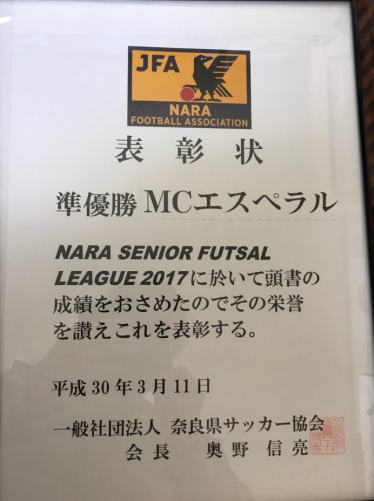 JFA
NARA
FOOTBALL ASSOCIATION
表彰状
準優勝 MCエスペラル
NARA SENIOR FUTSAL
LEAGUE 2017に於いて頭書の
成績をおさめたのでその栄誉
を讃えこれを表彰する。
平成30年3月11日
一般社団法人 奈良県サッカー協会
会長 奥野 信亮